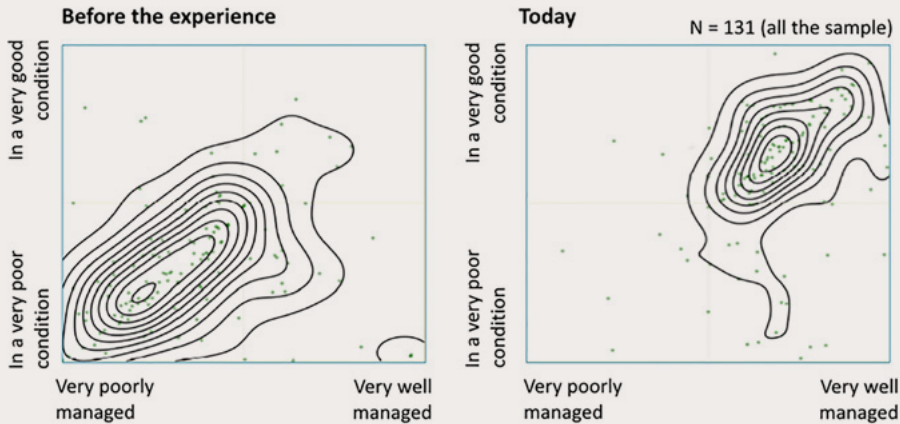 Before the experience
Today
N = 131 (all the sample)
In a very good
condition
In a very poor
condition
In a very good
condition
In a very poor
condition
Very poorly
managed
Very well
managed
Very poorly
managed
Very well
managed